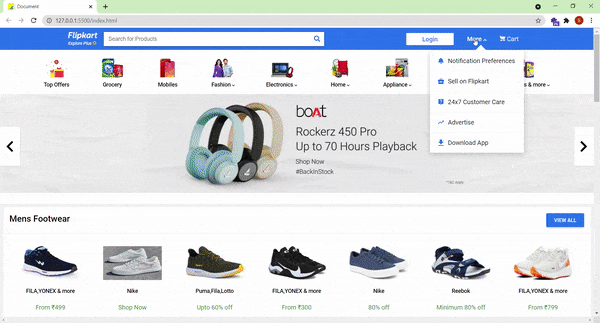 Document
127.0.0.1:5500/index.html
Flipkart
Explore Plus
Search for Products
Login
More
Cart
Notification Preferences
Sell on Flipkart
24x7 Customer Care
Advertise
Download App
Top Offers
Grocery
Mobiles
Fashion
Electronics
Home
Appliance
& more
boAt
Rockerz 450 Pro
Up to 70 Hours Playback
Shop Now
#BackInStock
*T&C Apply
Mens Footwear
VIEW ALL
FILA,YONEX & more
Nike
Puma,Fila,Lotto
FILA,YONEX & more
Nike
Reebok
FILA,YONEX & more
From ₹499
Shop Now
Upto 60% off
From ₹300
80% off
Minimum 80% off
From ₹799